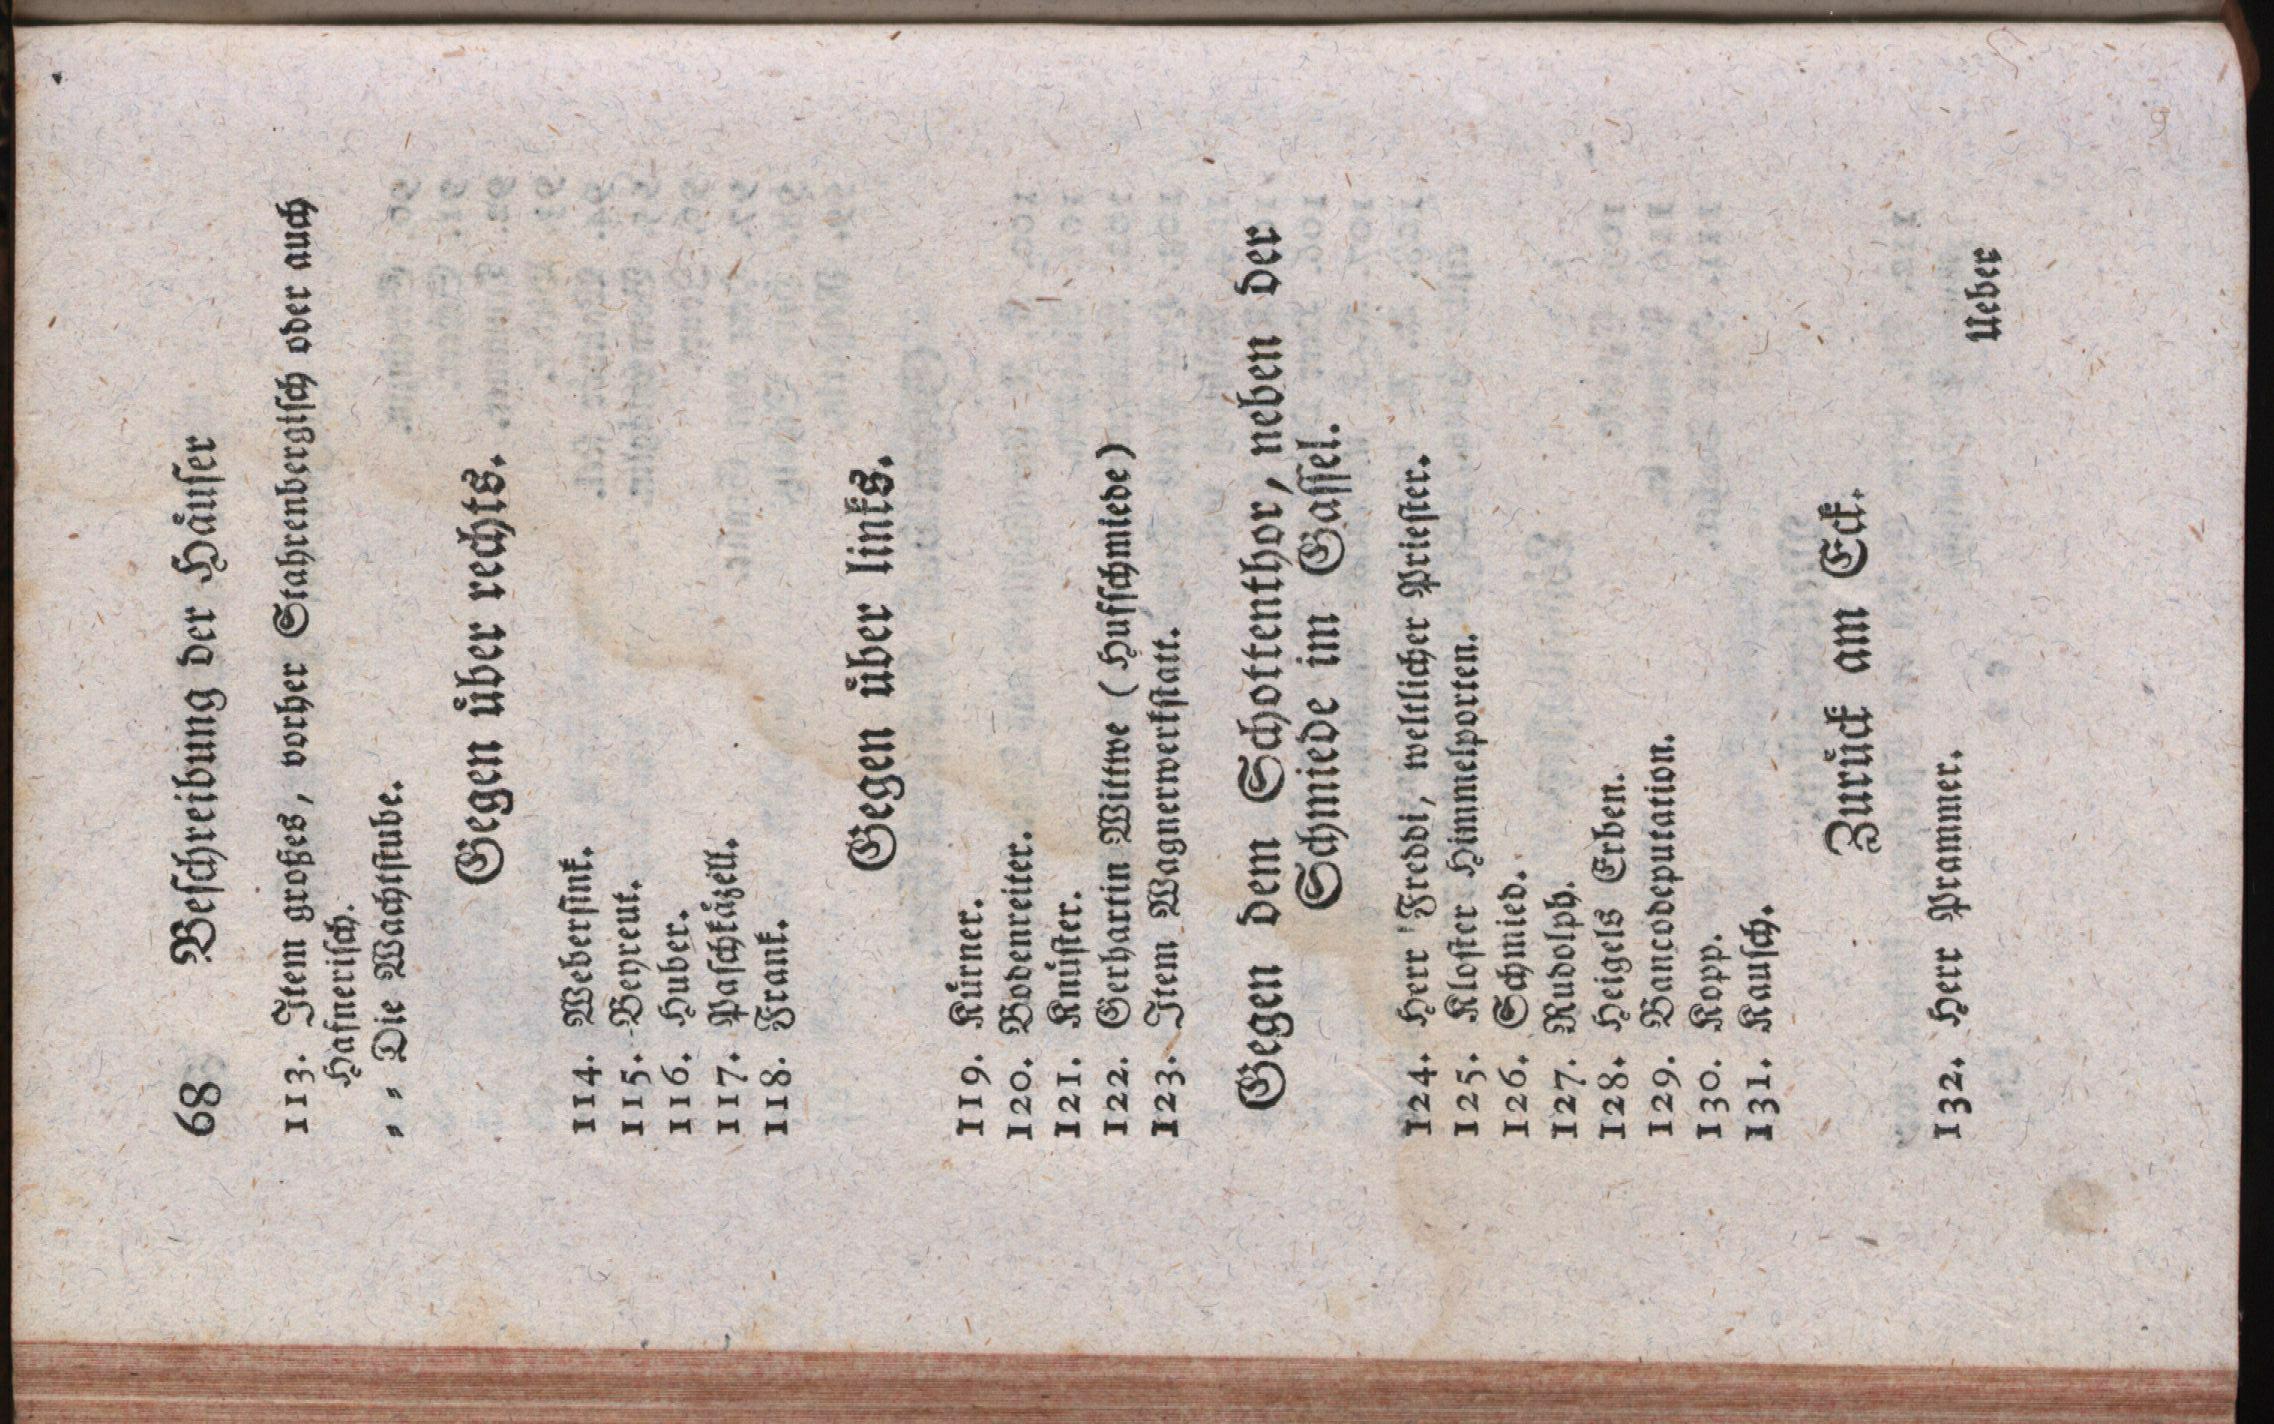 68 Beschreibung der Häuser
113. Item großes, vorher Stahrenbergisch oder auch
Hafnerisch.
= = Die Wachtstube.
Gegen über rechts.
114. Webersink.
115. Beyreut.
116. Huber.
117. Paschkäzell.
118. Frank.
Gegen über links.
119. Kürner.
120. Bodenreiter.
121. Knüster.
122. Gerhartin Wittwe (Hufschmiede)
123. Item Wagnerwerkstatt.
Gegen dem Schottenthor, neben der
Schmiede im Gassel.
124. Herr Freddi, weltlicher Priester.
125. Kloster Himmelporten.
126. Schmied.
127. Rudolph.
128. Heigels Erben.
129. Bancodeputation.
130. Kopp.
131. Kausch.
Zurück am Eck.
132. Herr Prammer.
Ueber